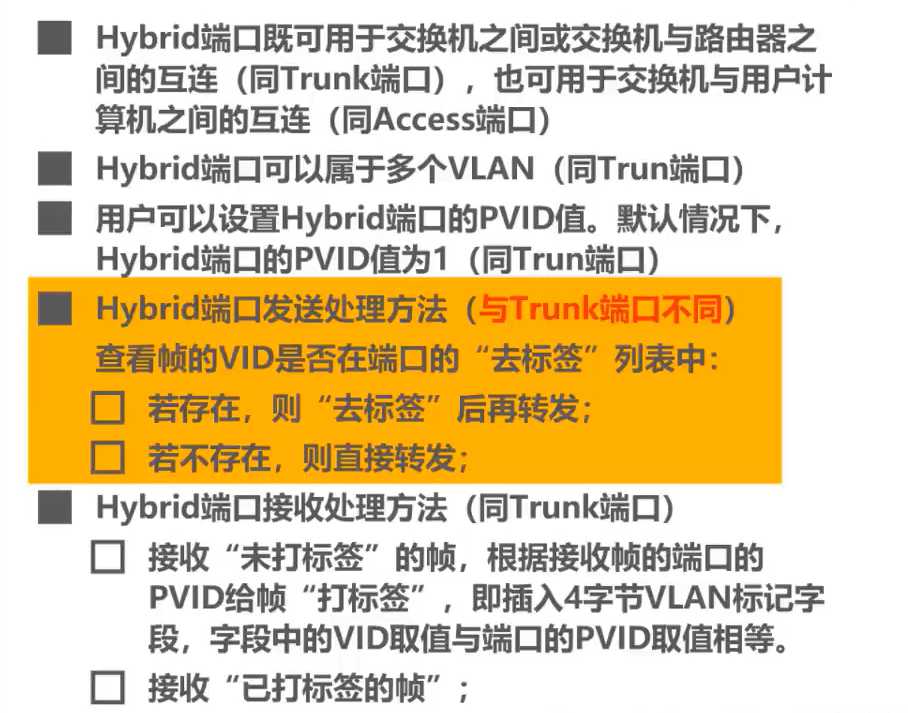 Hybrid端口既可用于交换机之间或交换机与路由器之
间的互连（同Trunk端口），也可用于交换机与用户计
算机之间的互连（同Access端口）
Hybrid端口可以属于多个VLAN（同Trun端口）
用户可以设置Hybrid端口的PVID值。默认情况下，
Hybrid端口的PVID值为1（同Trun端口）
Hybrid端口发送处理方法（与Trunk端口不同）
查看帧的VID是否在端口的“去标签”列表中：
若存在，则“去标签”后再转发；
若不存在，则直接转发；
Hybrid端口接收处理方法（同Trunk端口）
接收“未打标签”的帧，根据接收帧的端口的
PVID给帧“打标签”，即插入4字节VLAN标记字
段，字段中的VID取值与端口的PVID取值相等。
接收“已打标签的帧”；